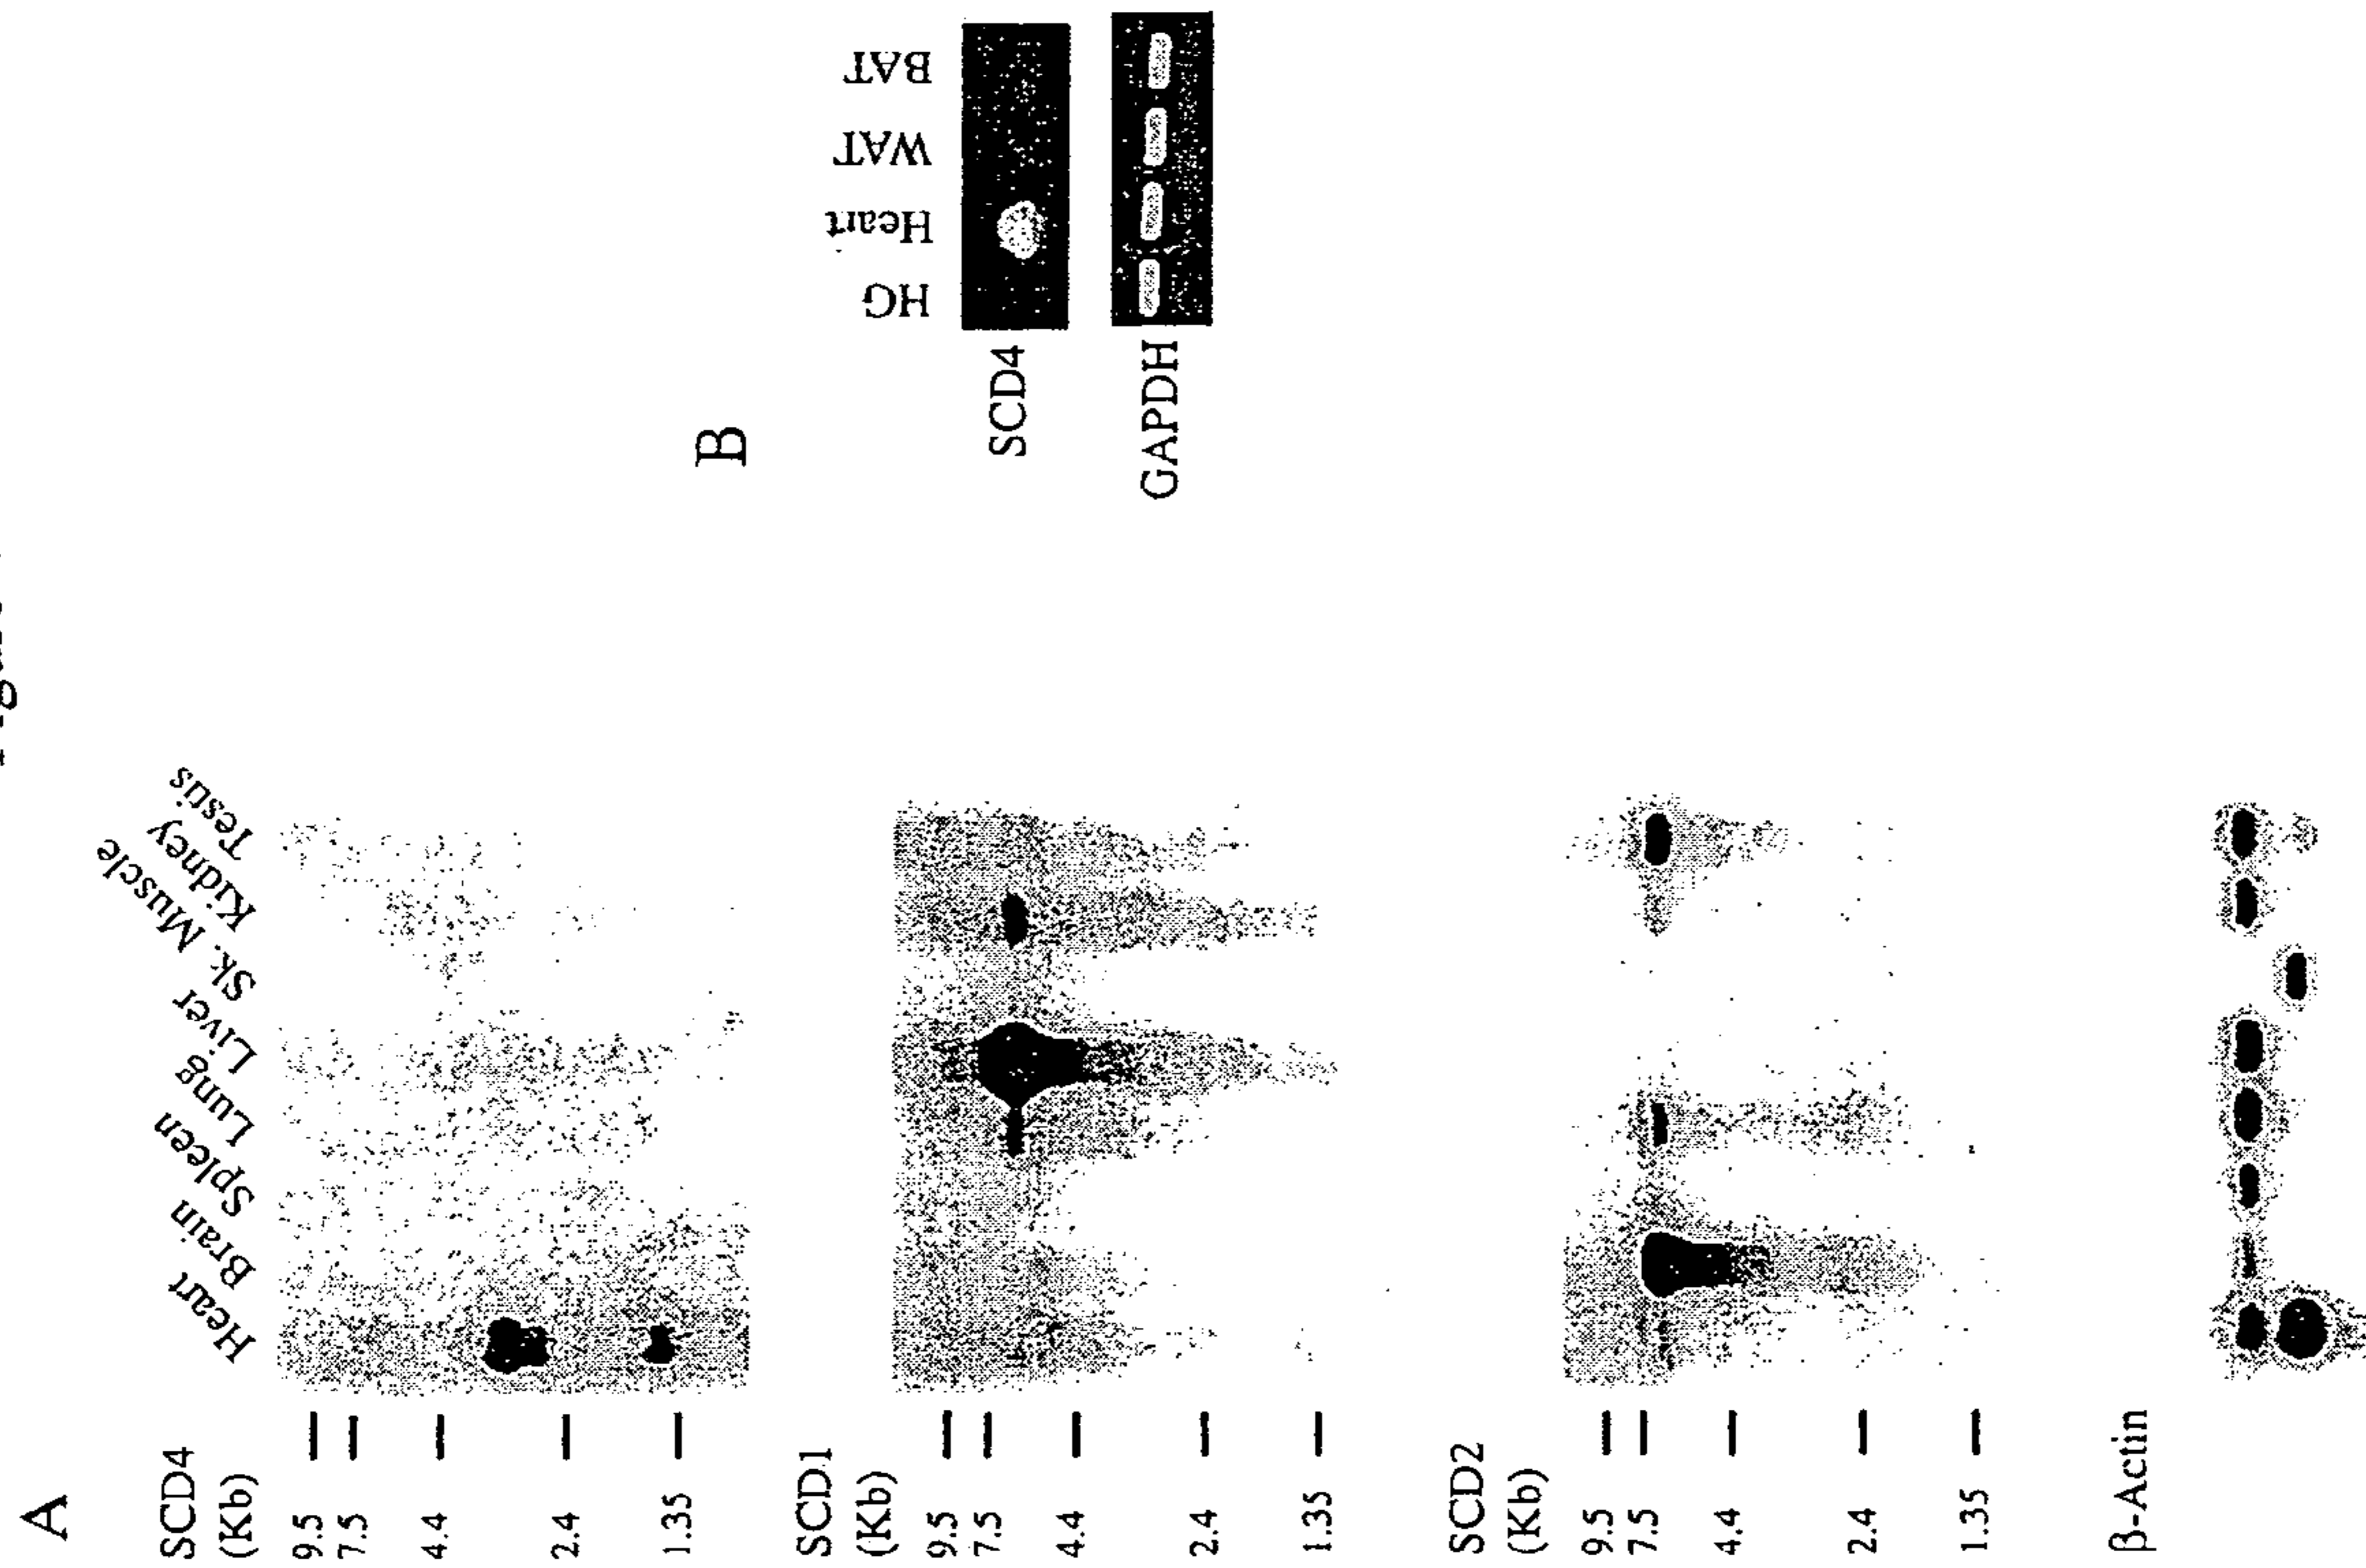 A
SCD4
(Kb)
9.5
7.5
4.4
2.4
1.35
Heart
Brain
Spleen
Lung
Liver
Sk. Muscle
Kidney
Testis
SCD1
(Kb)
9.5
7.5
4.4
2.4
1.35
SCD2
(Kb)
9.5
7.5
4.4
2.4
1.35
β-Actin
B
HG
Heart
WAT
BAT
SCD4
GAPDH